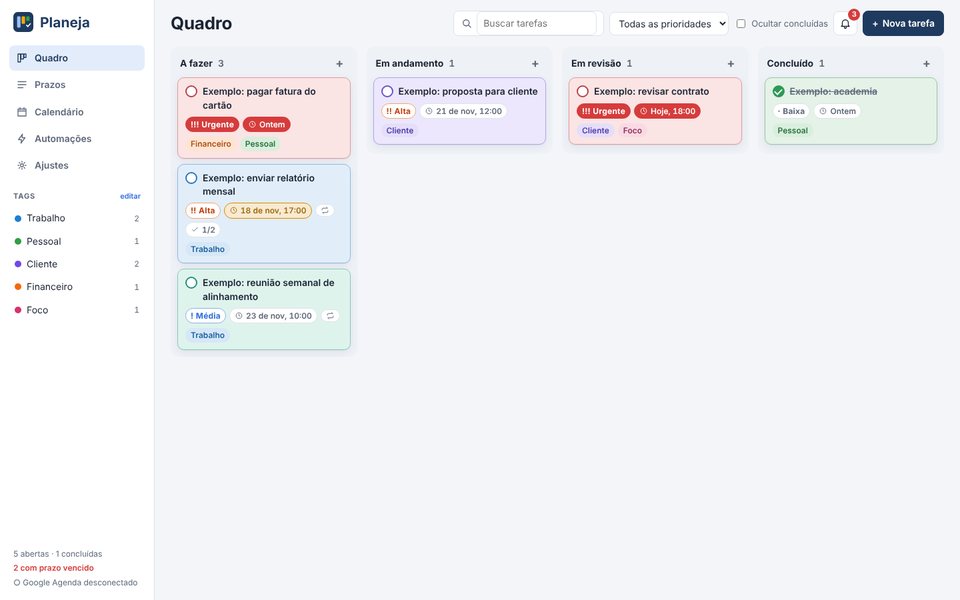 Planeja
Quadro
Prazos
Calendário
Automações
Ajustes
TAGS editar
Trabalho 2
Pessoal 1
Cliente 2
Financeiro 1
Foco 1
5 abertas · 1 concluídas
2 com prazo vencido
Google Agenda desconectado
Quadro
Buscar tarefas
Todas as prioridades
Ocultar concluídas
3
+ Nova tarefa
A fazer 3 +
Exemplo: pagar fatura do
cartão
!!! Urgente Ontem
Financeiro Pessoal
Exemplo: enviar relatório
mensal
!! Alta 18 de nov, 17:00
1/2
Trabalho
Exemplo: reunião semanal de
alinhamento
! Média 23 de nov, 10:00
Trabalho
Em andamento 1 +
Exemplo: proposta para cliente
!! Alta 21 de nov, 12:00
Cliente
Em revisão 1 +
Exemplo: revisar contrato
!!! Urgente Hoje, 18:00
Cliente Foco
Concluído 1 +
Exemplo: academia
· Baixa Ontem
Pessoal